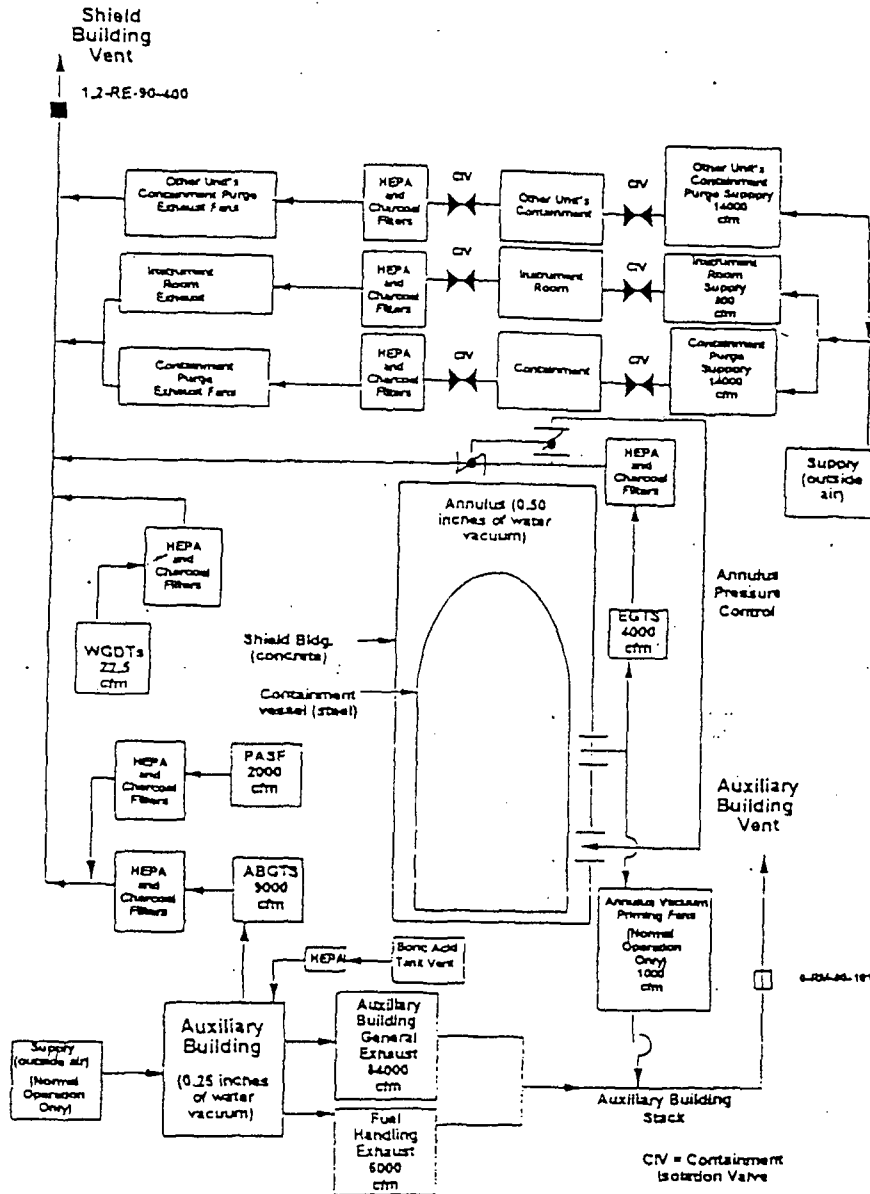 Shield
Building
Vent
1,2-RE-90-400
Other Unit's
Containment Purge
Exhaust Fans
HEPA
and
Charcoal
Filters
CIV
Other Unit's
Containment
CIV
Other Unit's
Containment
Purge Supply
14000
cfm
Instrument
Room
Exhaust
HEPA
and
Charcoal
Filters
CIV
Instrument
Room
CIV
Instrument
Room
Supply
800
cfm
Containment
Purge
Exhaust Fans
HEPA
and
Charcoal
Filters
CIV
Containment
CIV
Containment
Purge
Supply
14000
cfm
HEPA
and
Charcoal
Filters
Supply
(outside
air)
Annulus (0.50
inches of water
vacuum)
HEPA
and
Charcoal
Filters
Annulus
Pressure
Control
EGTS
4000
cfm
WGDTs
22.5
cfm
Shield Bldg.
(concrete)
Containment
vessel (steel)
HEPA
and
Charcoal
Filters
PASF
2000
cfm
Auxiliary
Building
Vent
HEPA
and
Charcoal
Filters
ABGTS
9000
cfm
Annulus Vacuum
Priming Fans
(Normal
Operation
Only)
1000
cfm
HEPA
Boric Acid
Tank Vent
Auxiliary
Building
(0.25 inches
of water
vacuum)
Auxiliary
Building
General
Exhaust
84000
cfm
Supply
(outside air)
(Normal
Operation
Only)
Fuel
Handling
Exhaust
6000
cfm
Auxiliary Building
Stack
CIV = Containment
Isolation Valve